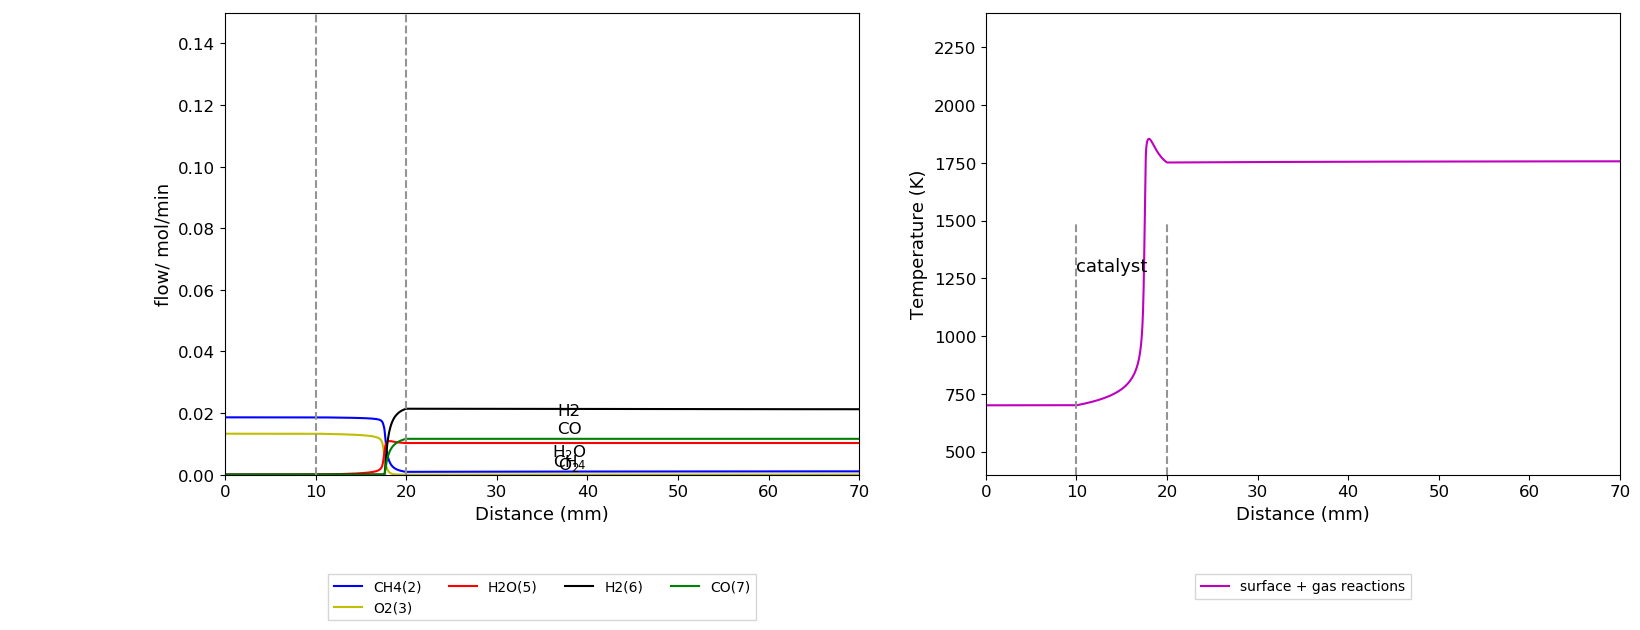 0.14
0.12
0.10
0.08
0.06
0.04
0.02
0.00
flow/ mol/min
H2
CO
H2O
CH4
O2
0 10 20 30 40 50 60 70
Distance (mm)
CH4(2) H2O(5) H2(6) CO(7)
O2(3)
2250
2000
1750
1500
1250
1000
750
500
Temperature (K)
catalyst
0 10 20 30 40 50 60 70
Distance (mm)
surface + gas reactions